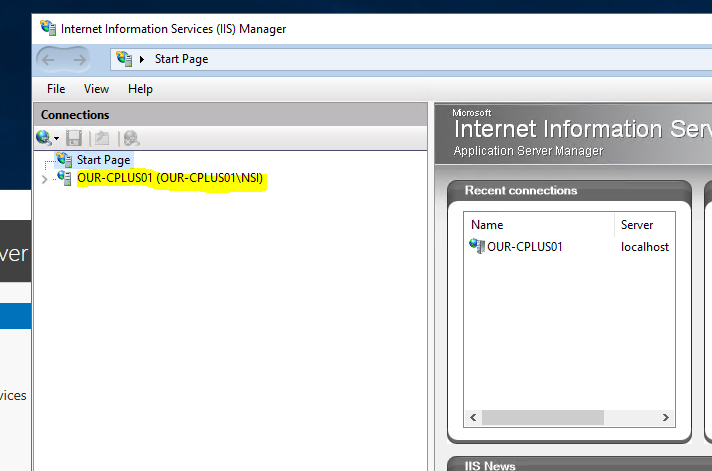 Internet Information Services (IIS) Manager
Start Page
File View Help
Connections
Start Page
OUR-CPLUS01 (OUR-CPLUS01\NSI)
Microsoft
Internet Information Ser
Application Server Manager
Recent connections
Name Server
OUR-CPLUS01 localhost
IIS News
ver
vices